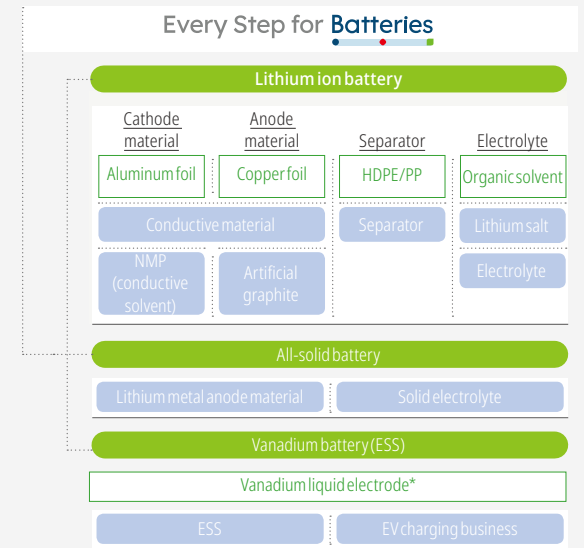 Every Step for Batteries
Lithium ion battery
Cathode
material
Anode
material
Separator
Electrolyte
Aluminum foil
Copper foil
HDPE/PP
Organic solvent
Conductive material
Separator
Lithium salt
NMP
(conductive
solvent)
Artificial
graphite
Electrolyte
All-solid battery
Lithium metal anode material
Solid electrolyte
Vanadium battery (ESS)
Vanadium liquid electrode*
ESS
EV charging business